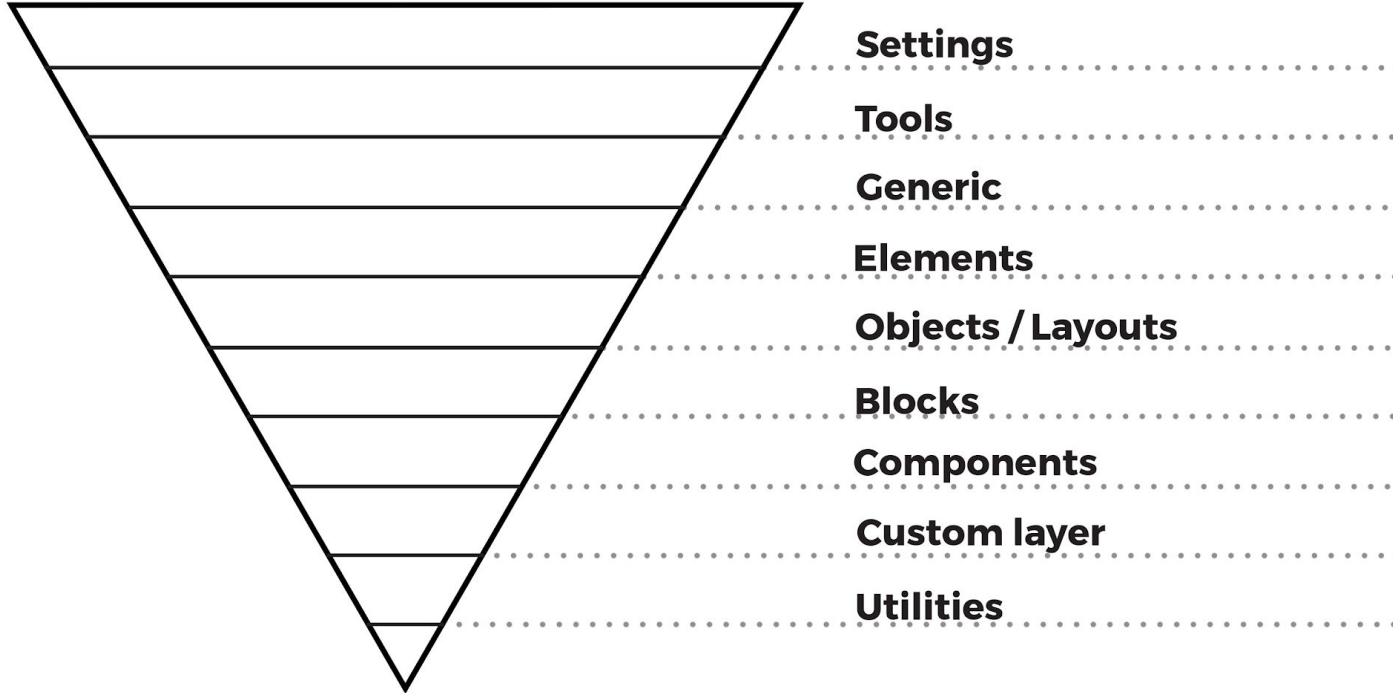 Settings
Tools
Generic
Elements
Objects / Layouts
Blocks
Components
Custom layer
Utilities